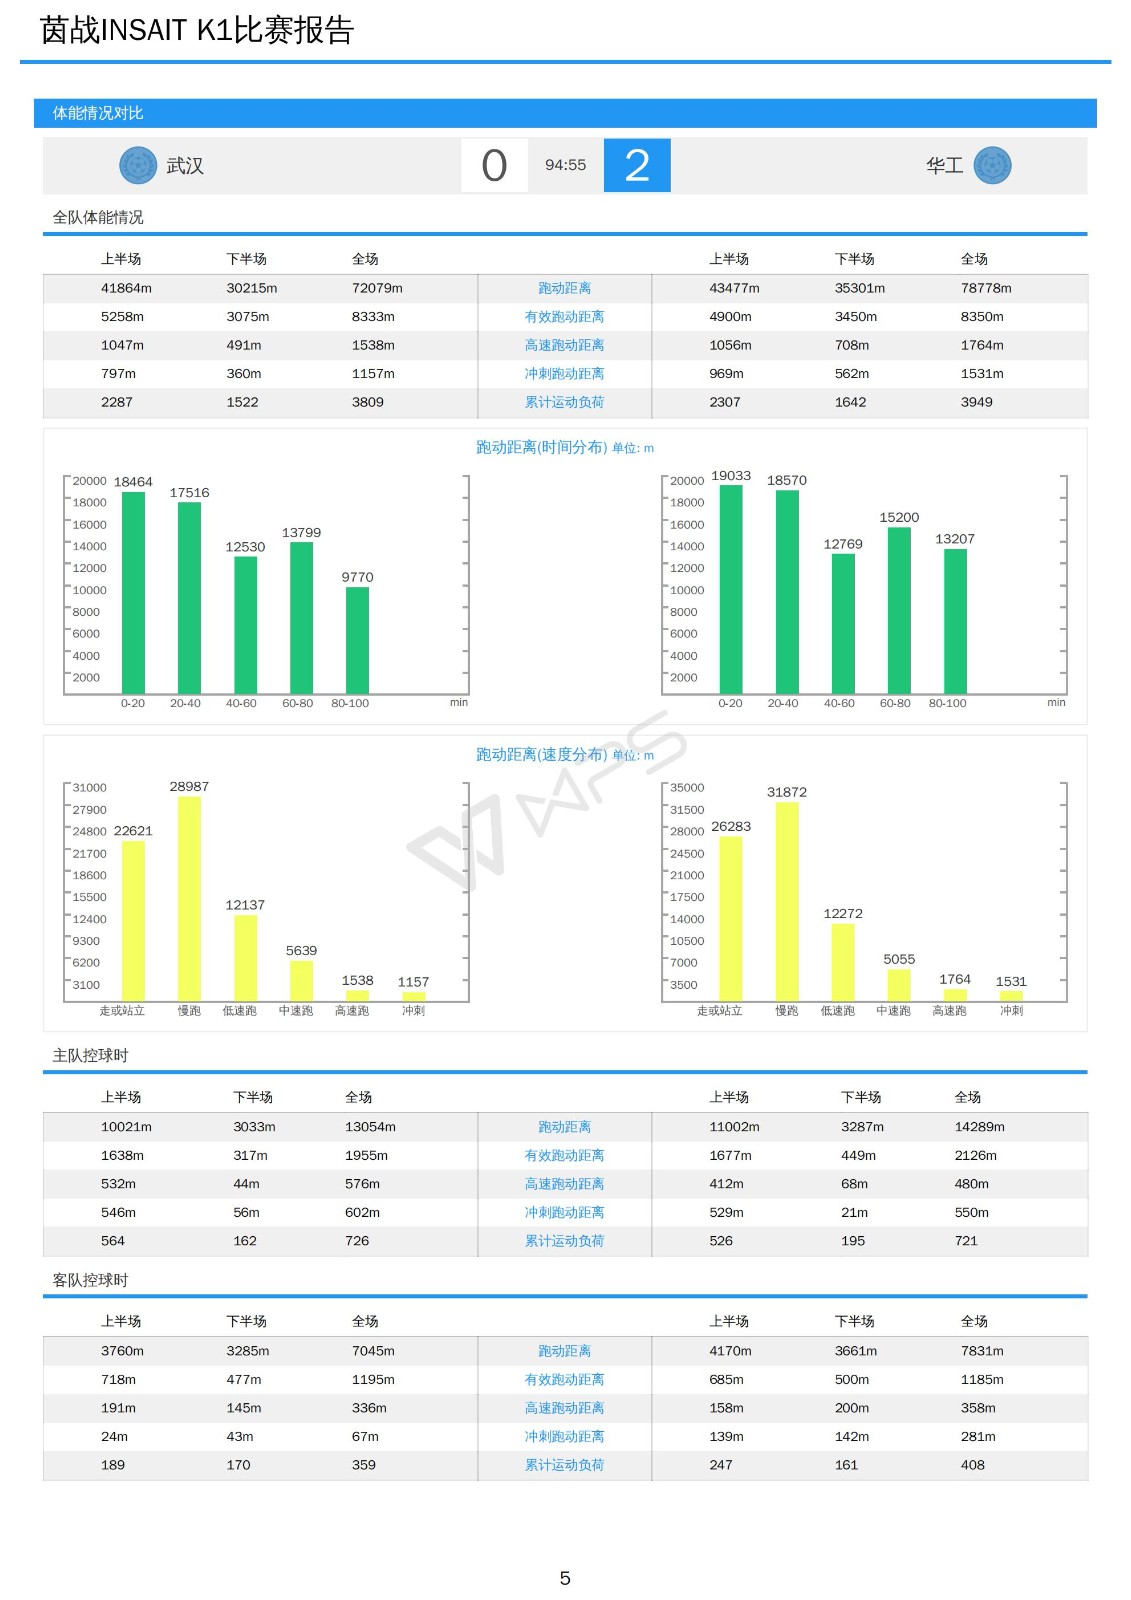 茵战INSAIT K1比赛报告
体能情况对比
武汉 0 94:55 2 华工
全队体能情况
上半场 下半场 全场 上半场 下半场 全场
41864m 30215m 72079m 跑动距离 43477m 35301m 78778m
5258m 3075m 8333m 有效跑动距离 4900m 3450m 8350m
1047m 491m 1538m 高速跑动距离 1056m 708m 1764m
797m 360m 1157m 冲刺跑动距离 969m 562m 1531m
2287 1522 3809 累计运动负荷 2307 1642 3949
跑动距离(时间分布) 单位: m
20000 18464 20000 19033 18570
18000 17516 18000
16000 16000 15200
14000 12530 13799 14000 12769 13207
12000 12000
10000 9770 10000
8000 8000
6000 6000
4000 4000
2000 2000
0-20 20-40 40-60 60-80 80-100 min 0-20 20-40 40-60 60-80 80-100 min
跑动距离(速度分布) 单位: m
WPS
31000 28987 35000 31872
27900 31500
24800 22621 28000 26283
21700 24500
18600 21000
15500 17500
12400 12137 14000 12272
9300 10500
6200 5639 7000 5055
3100 1538 1157 3500 1764 1531
走或站立 慢跑 低速跑 中速跑 高速跑 冲刺 走或站立 慢跑 低速跑 中速跑 高速跑 冲刺
主队控球时
上半场 下半场 全场 上半场 下半场 全场
10021m 3033m 13054m 跑动距离 11002m 3287m 14289m
1638m 317m 1955m 有效跑动距离 1677m 449m 2126m
532m 44m 576m 高速跑动距离 412m 68m 480m
546m 56m 602m 冲刺跑动距离 529m 21m 550m
564 162 726 累计运动负荷 526 195 721
客队控球时
上半场 下半场 全场 上半场 下半场 全场
3760m 3285m 7045m 跑动距离 4170m 3661m 7831m
718m 477m 1195m 有效跑动距离 685m 500m 1185m
191m 145m 336m 高速跑动距离 158m 200m 358m
24m 43m 67m 冲刺跑动距离 139m 142m 281m
189 170 359 累计运动负荷 247 161 408
5